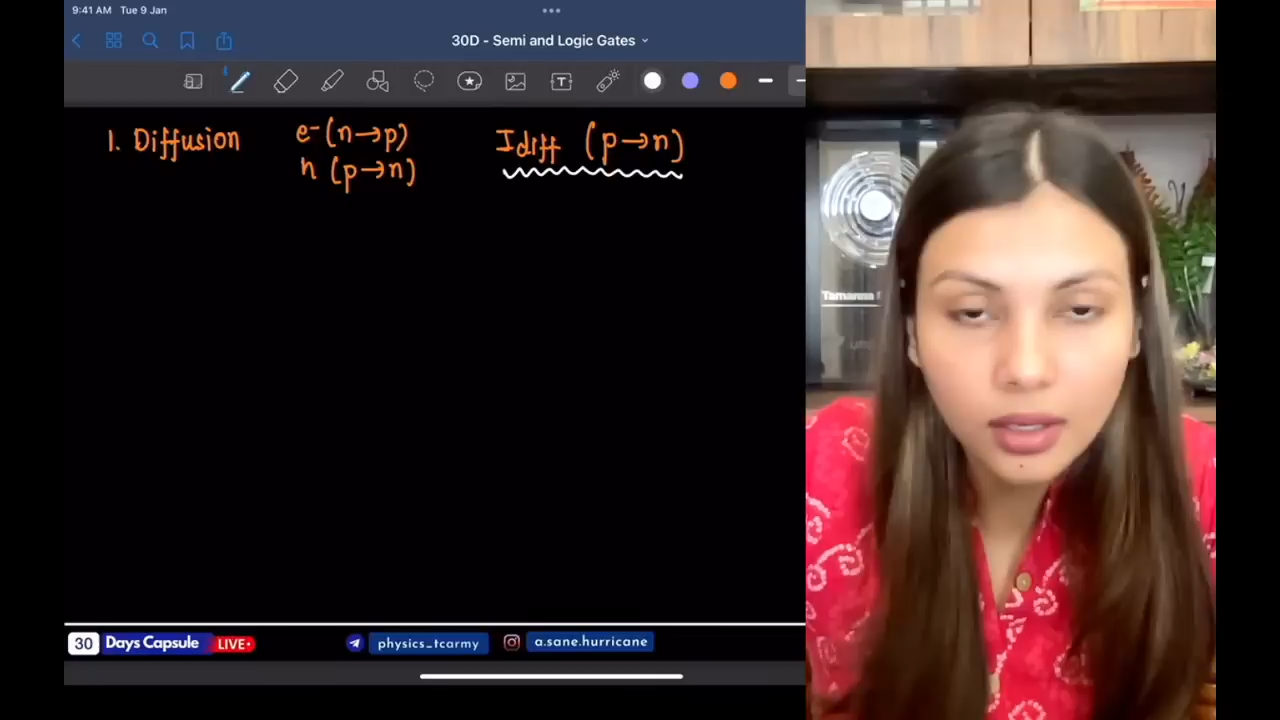 9:41 AM Tue 9 Jan
30D - Semi and Logic Gates
T
1. Diffusion e- (n→p) Idiff (p→n)
h (p→n)
Tamanna
30 Days Capsule LIVE
physics_tcarmy a.sane.hurricane